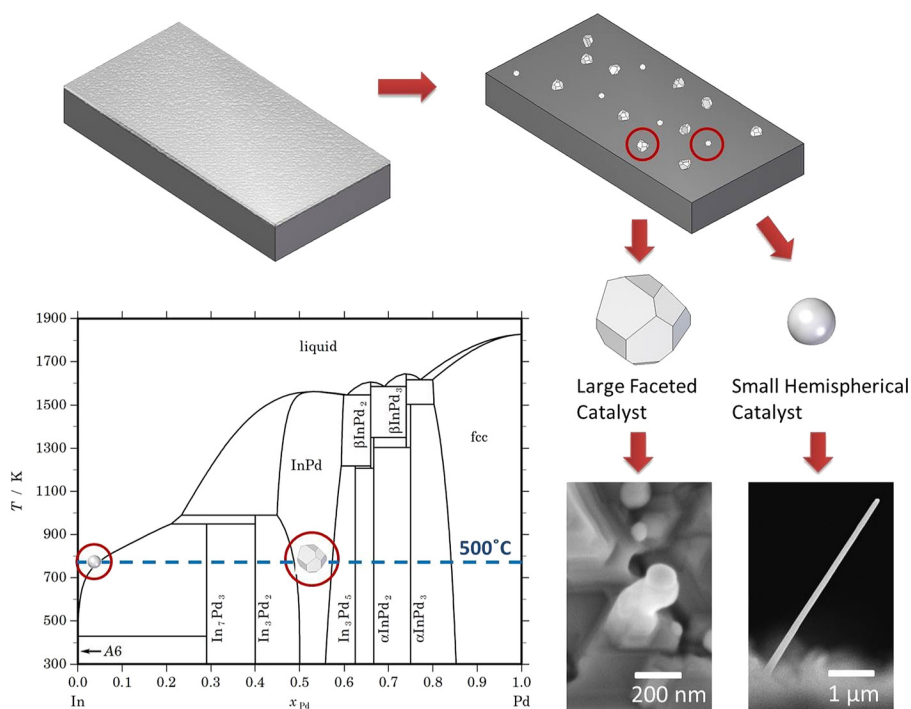 Large Faceted
Catalyst
Small Hemispherical
Catalyst
1900
1700
1500
1300
1100
900
700
500
300
T / K
liquid
InPd
βInPd2
βInPd3
fcc
500°C
In7Pd3
In3Pd2
In3Pd5
αInPd2
αInPd3
A6
0.0 0.1 0.2 0.3 0.4 0.5 0.6 0.7 0.8 0.9 1.0
In
xPd
Pd
200 nm
1 μm